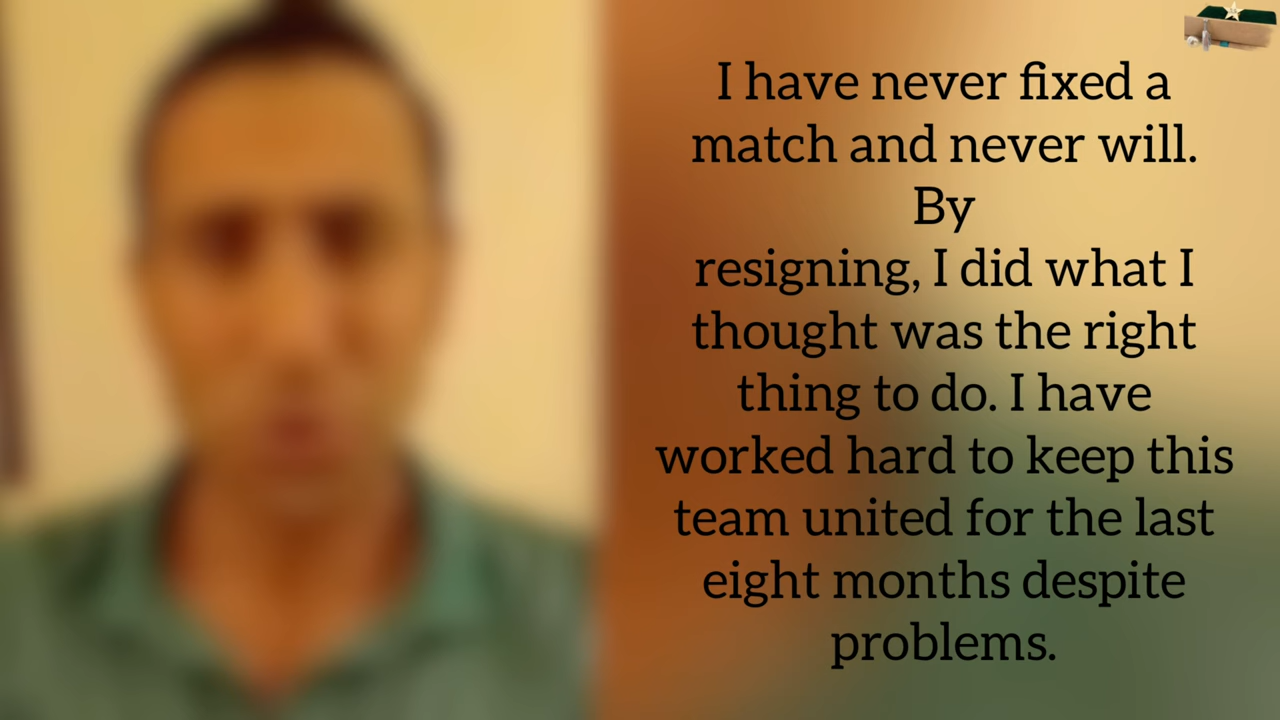 I have never fixed a
match and never will.
By
resigning, I did what I
thought was the right
thing to do. I have
worked hard to keep this
team united for the last
eight months despite
problems.